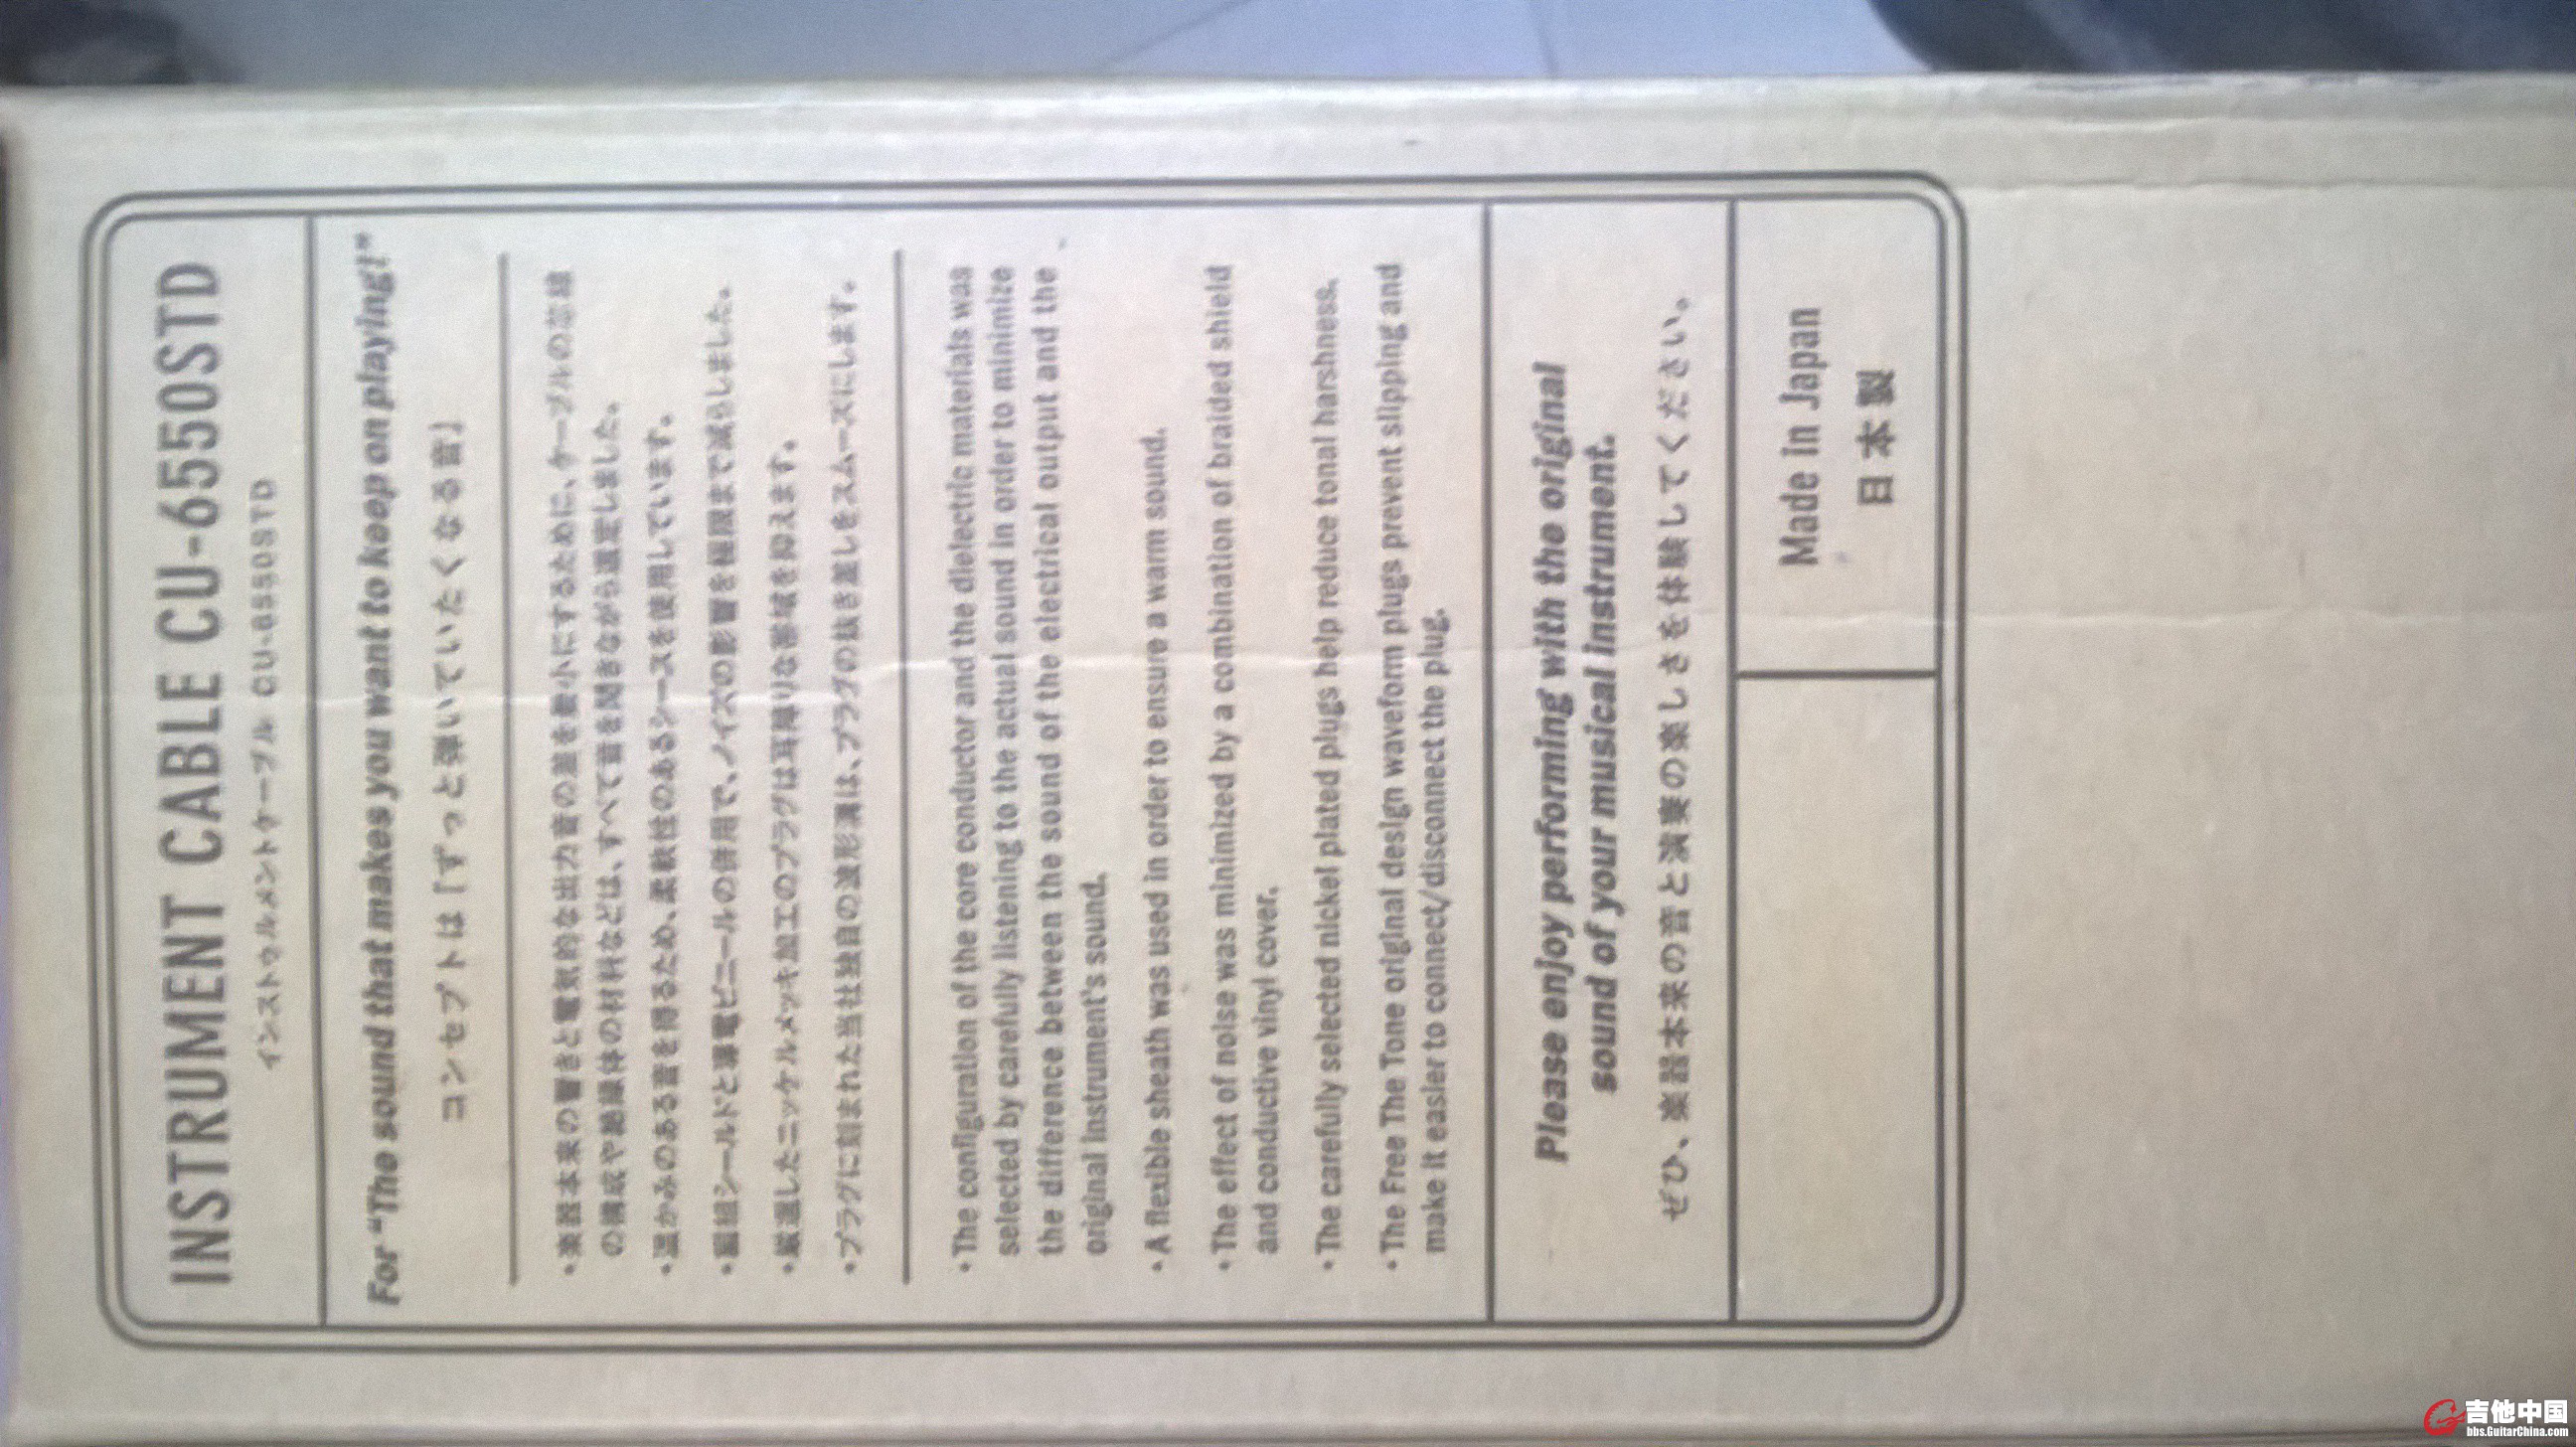 INSTRUMENT CABLE CU-6550STD
インストゥルメントケーブル CU-6550STD
For "The sound that makes you want to keep on playing!"
コンセプトは「ずっと弾いていたくなる音」
・楽器本来の響きと電気的な出力音の差を最小にするために、ケーブルの芯線
の構成や絶縁体の材料などは、すべて音を聞きながら選定しました。
・温かみのある音を得るため、柔軟性のあるシースを使用しています。
・編組シールドと導電ビニールの併用で、ノイズの影響を極限まで減らしました。
・厳選したニッケルメッキ加工のプラグは耳障りな帯域を抑えます。
・プラグに刻まれた当社独自の波形溝は、プラグの抜き差しをスムーズにします。
• The configuration of the core conductor and the dielectric materials was
selected by carefully listening to the actual sound in order to minimize
the difference between the sound of the electrical output and the
original instrument's sound.
• A flexible sheath was used in order to ensure a warm sound.
• The effect of noise was minimized by a combination of braided shield
and conductive vinyl cover.
• The carefully selected nickel plated plugs help reduce tonal harshness.
• The Free The Tone original design waveform plugs prevent slipping and
make it easier to connect/disconnect the plug.
Please enjoy performing with the original
sound of your musical instrument.
ぜひ、楽器本来の音と演奏の楽しさを体験してください。
Made in Japan
日本製
吉他中国
bbs.GuitarChina.com